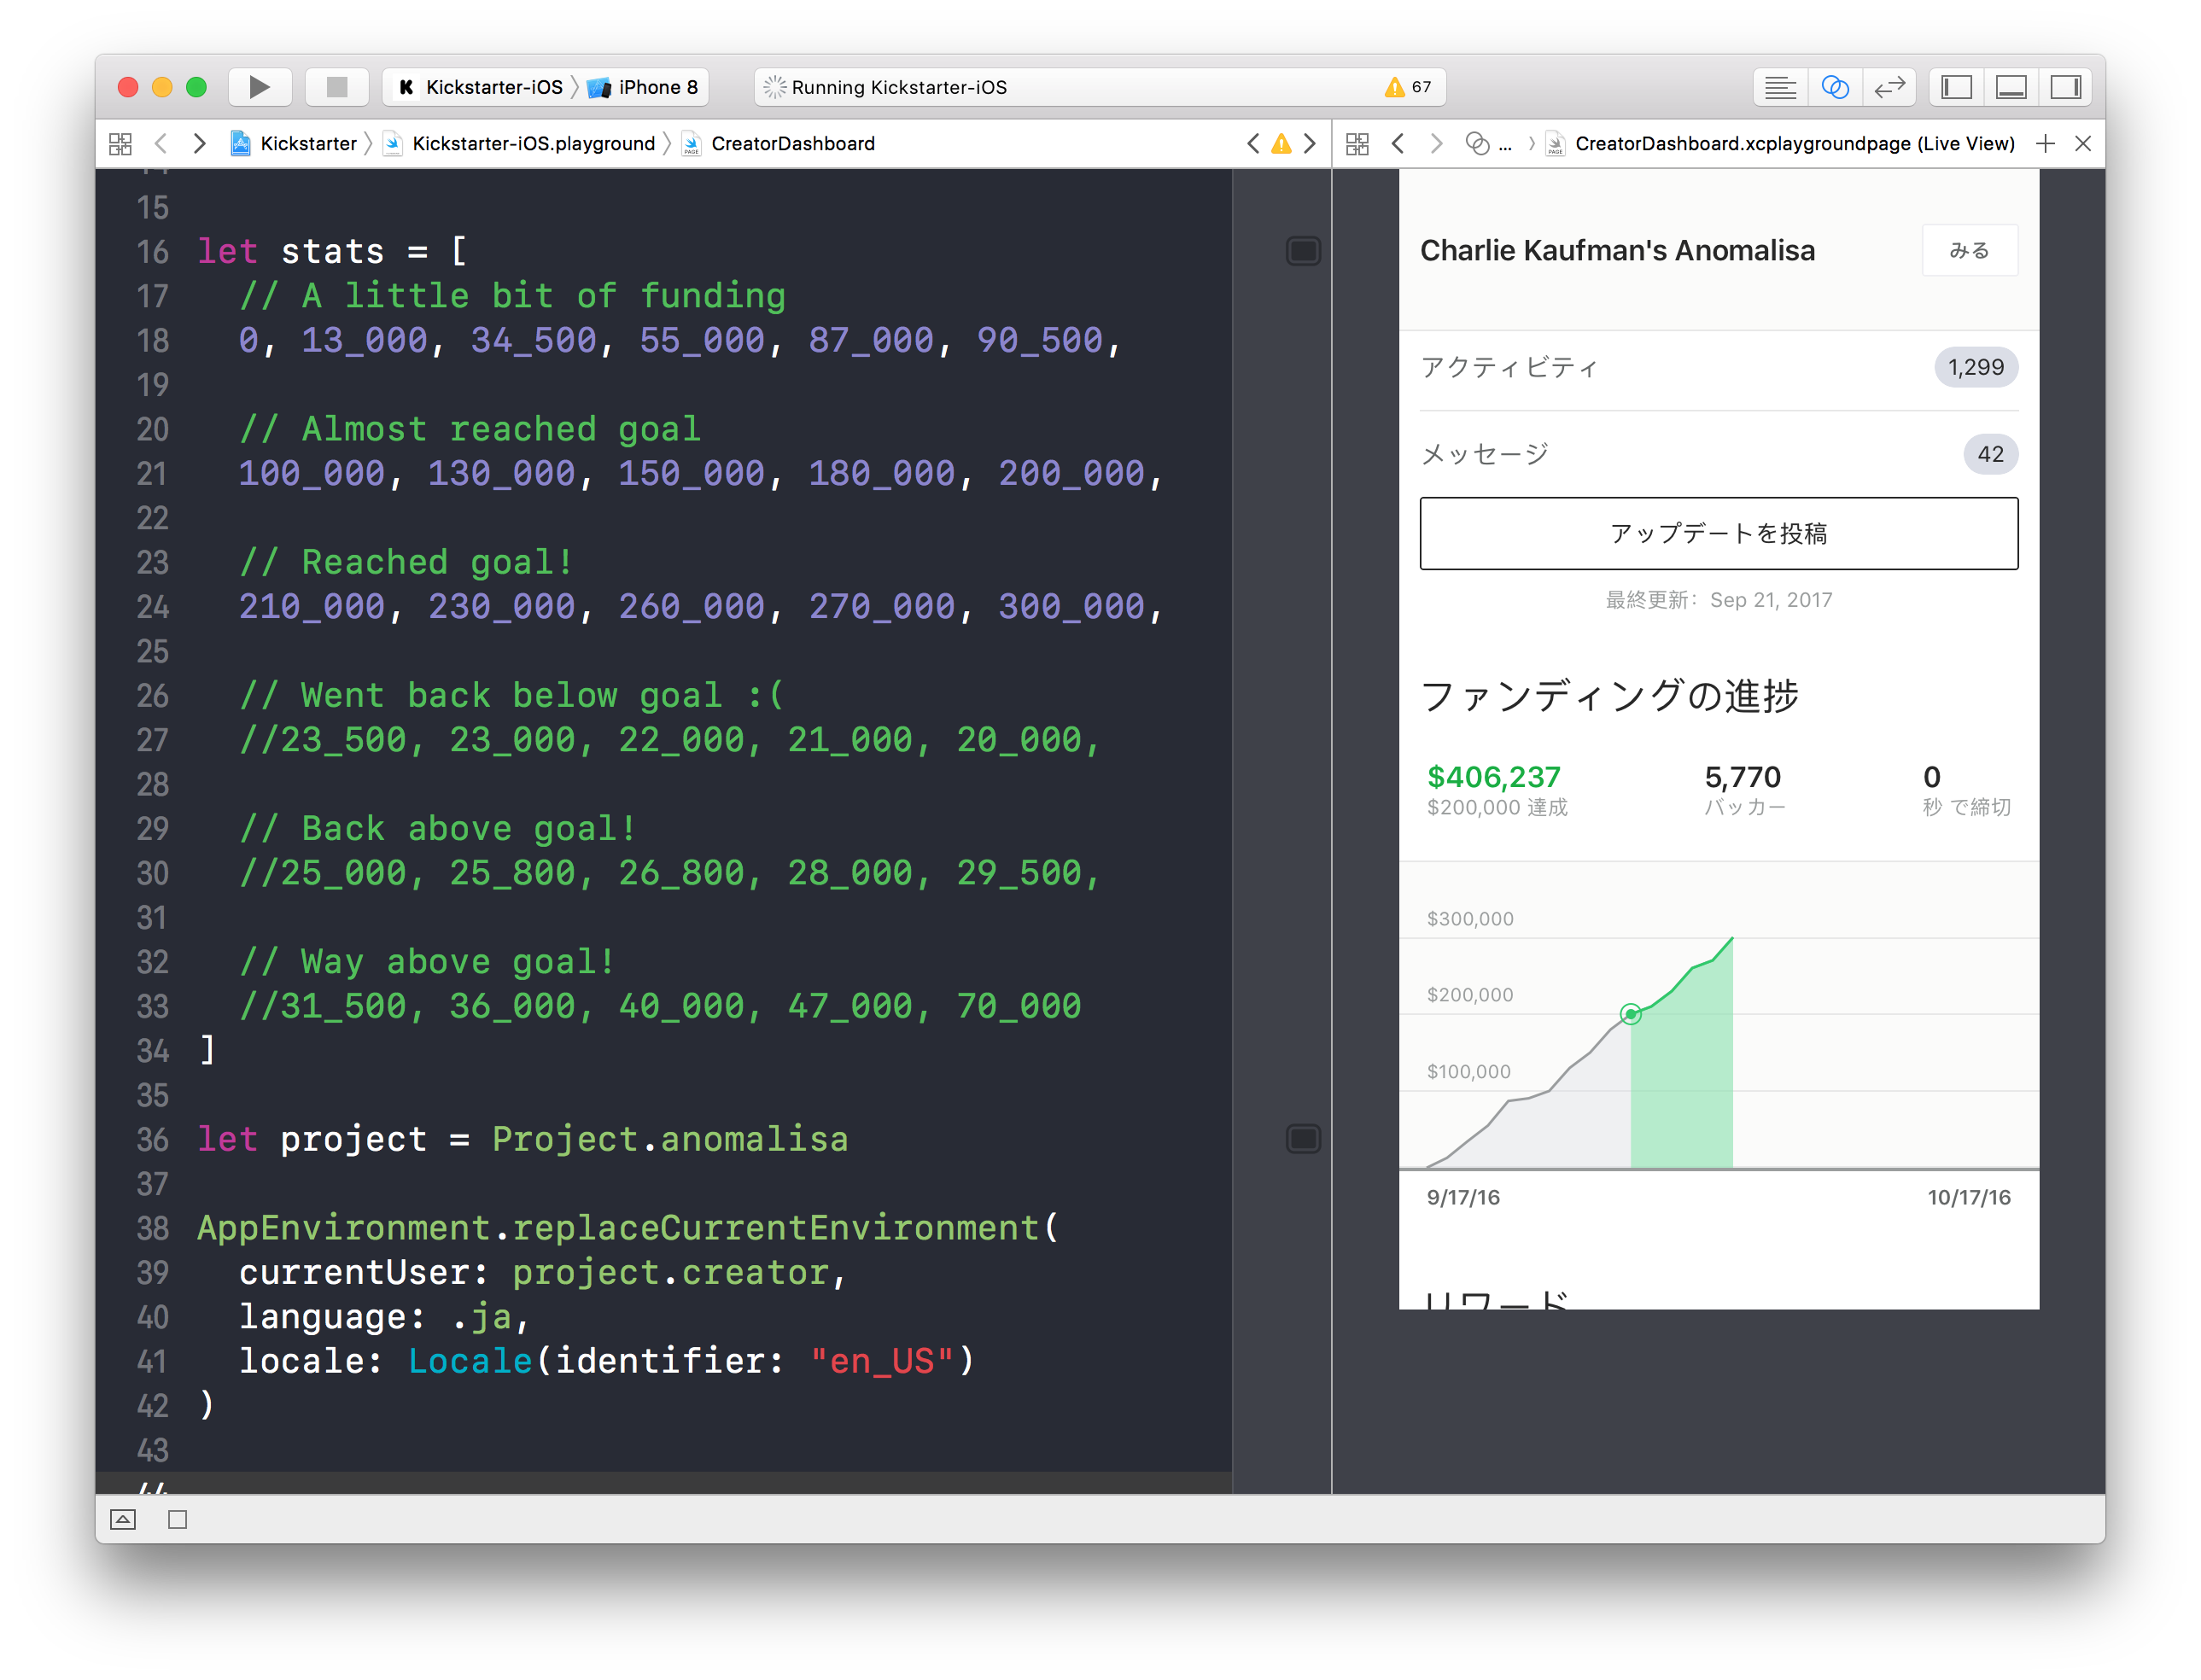 Kickstarter-iOS iPhone 8
Running Kickstarter-iOS
67
Kickstarter Kickstarter-iOS.playground CreatorDashboard
... CreatorDashboard.xcplaygroundpage (Live View)
15
16 let stats = [
17 // A little bit of funding
18 0, 13_000, 34_500, 55_000, 87_000, 90_500,
19
20 // Almost reached goal
21 100_000, 130_000, 150_000, 180_000, 200_000,
22
23 // Reached goal!
24 210_000, 230_000, 260_000, 270_000, 300_000,
25
26 // Went back below goal :(
27 //23_500, 23_000, 22_000, 21_000, 20_000,
28
29 // Back above goal!
30 //25_000, 25_800, 26_800, 28_000, 29_500,
31
32 // Way above goal!
33 //31_500, 36_000, 40_000, 47_000, 70_000
34 ]
35
36 let project = Project.anomalisa
37
38 AppEnvironment.replaceCurrentEnvironment(
39 currentUser: project.creator,
40 language: .ja,
41 locale: Locale(identifier: "en_US")
42 )
43
Charlie Kaufman's Anomalisa
みる
アクティビティ 1,299
メッセージ 42
アップデートを投稿
最終更新: Sep 21, 2017
ファンディングの進捗
$406,237 5,770 0
$200,000 達成 バッカー 秒 で締切
$300,000
$200,000
$100,000
9/17/16 10/17/16
リワード